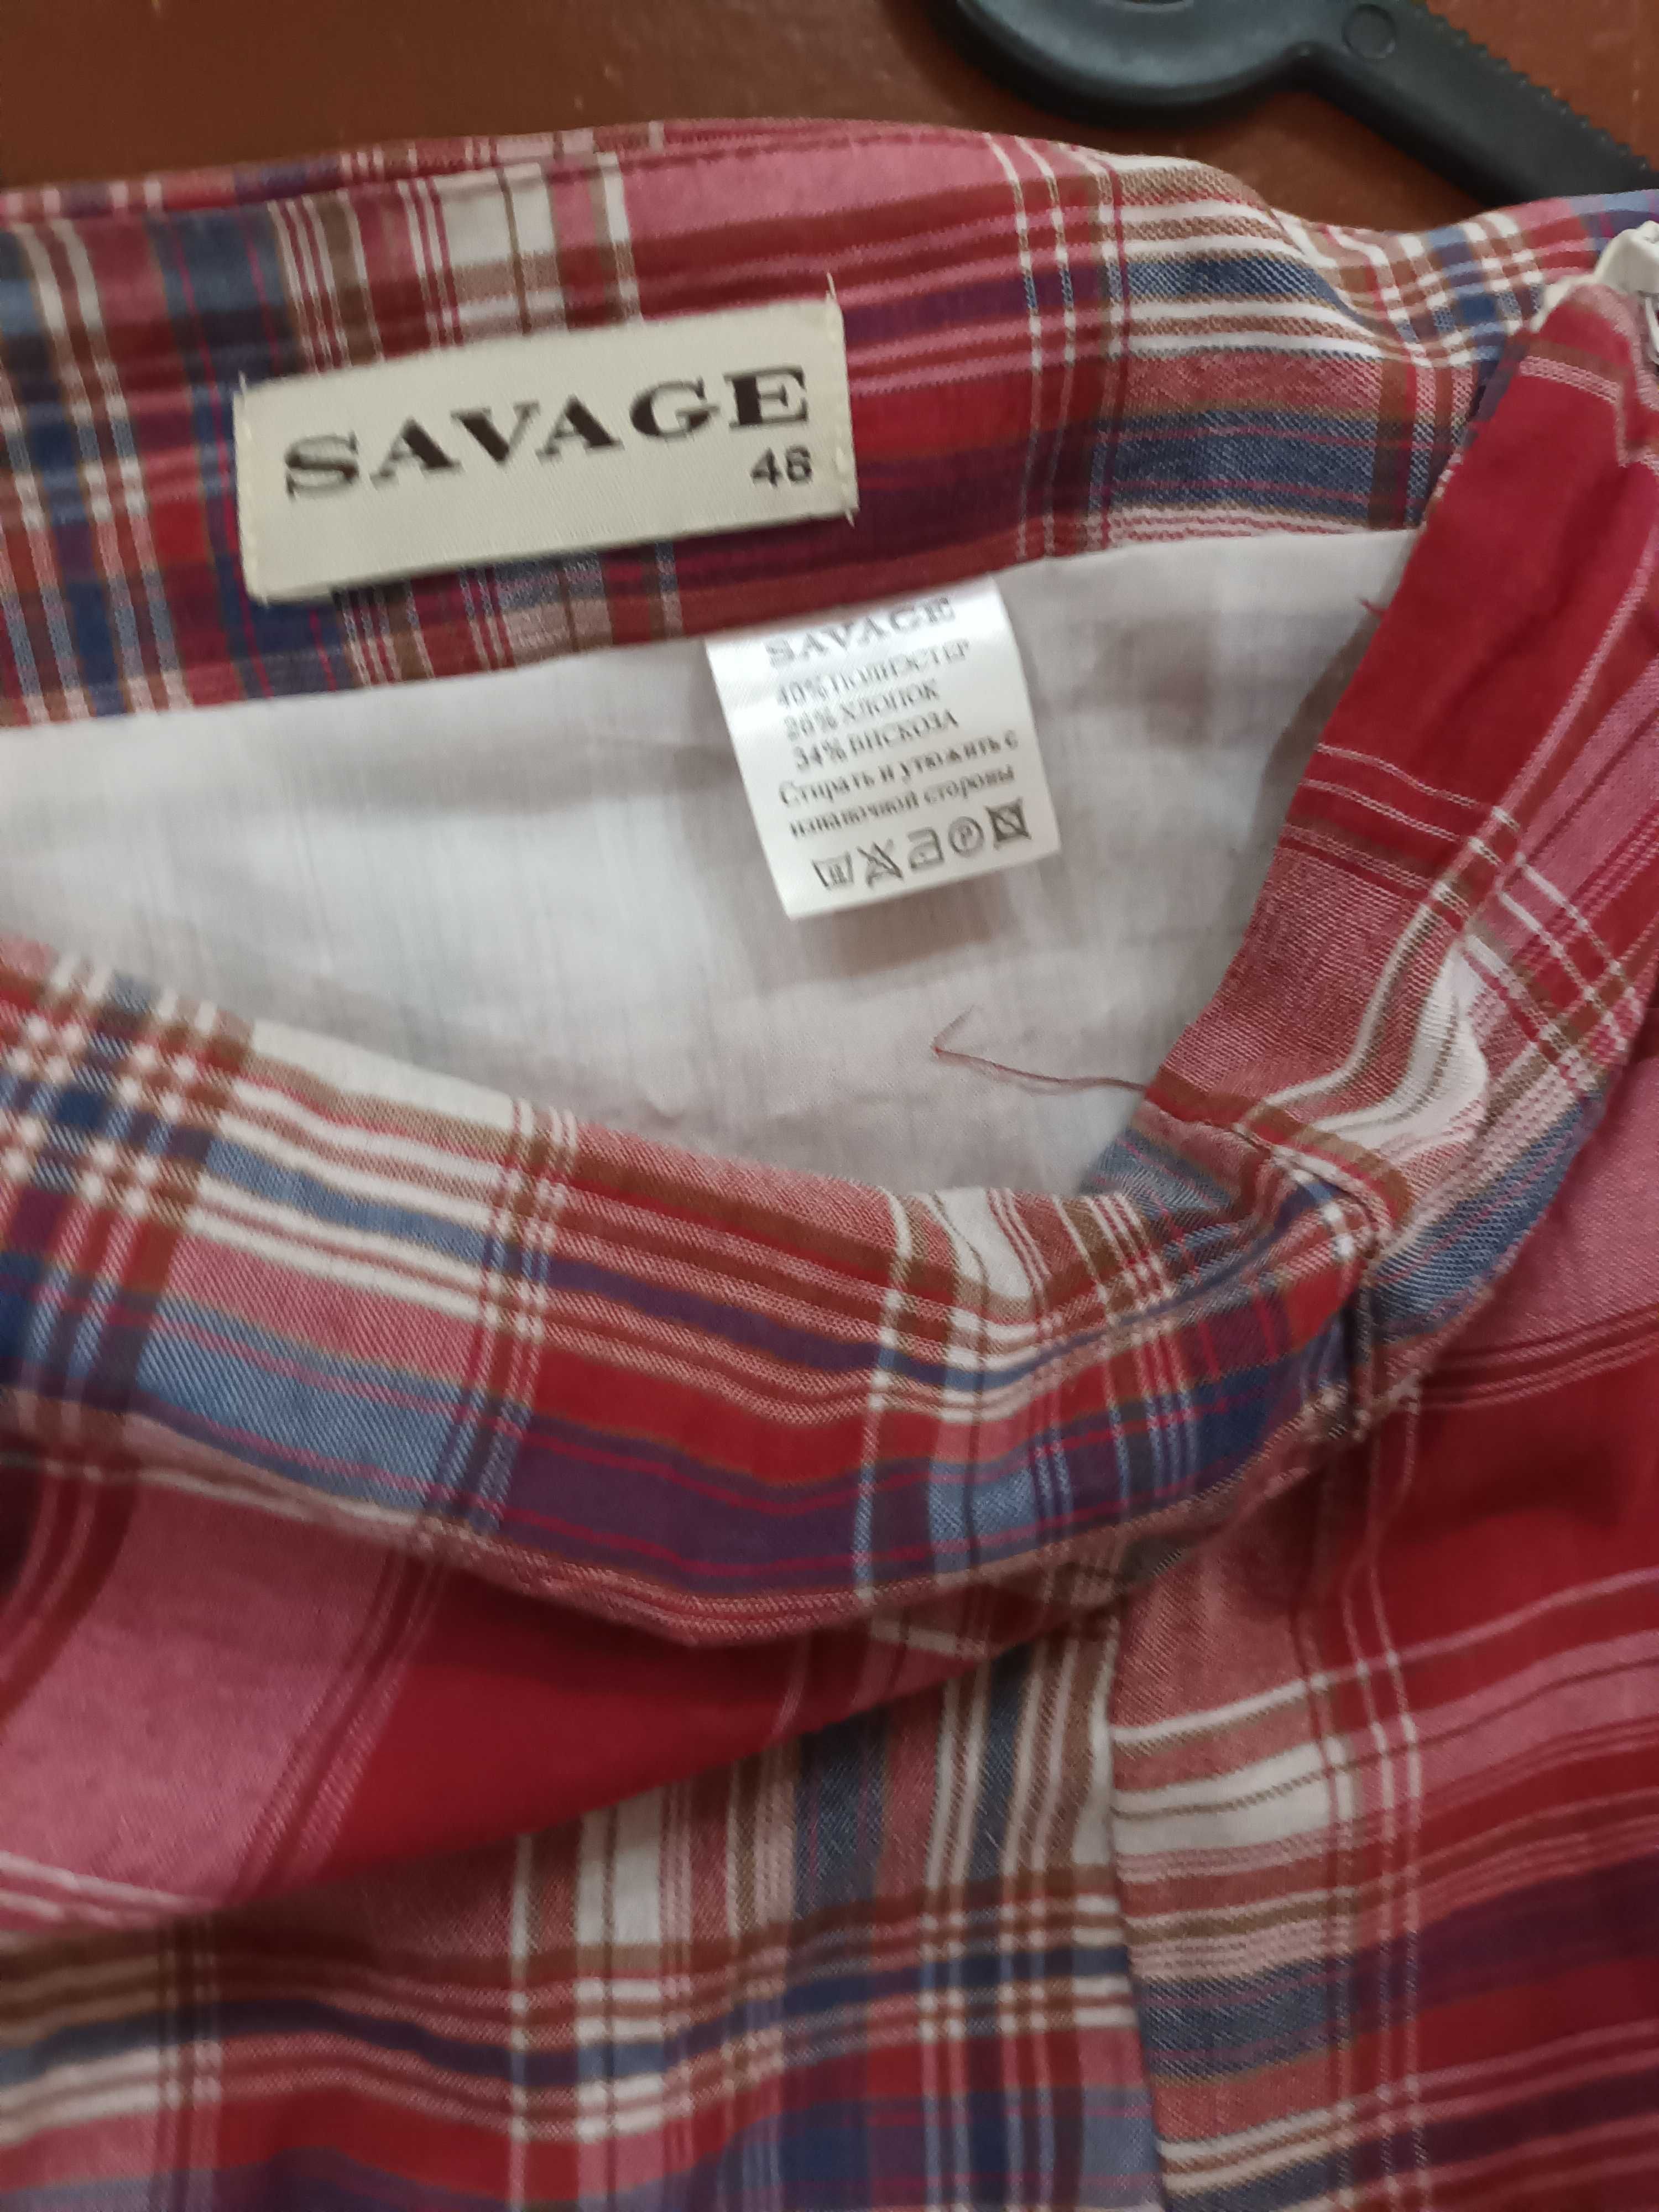 SAVAGE
46
SAVAGE
40% ПОЛИЭСТЕР
26% ХЛОПОК
34% ВИСКОЗА
Стирать и утюжить с
изнаночной стороны
P